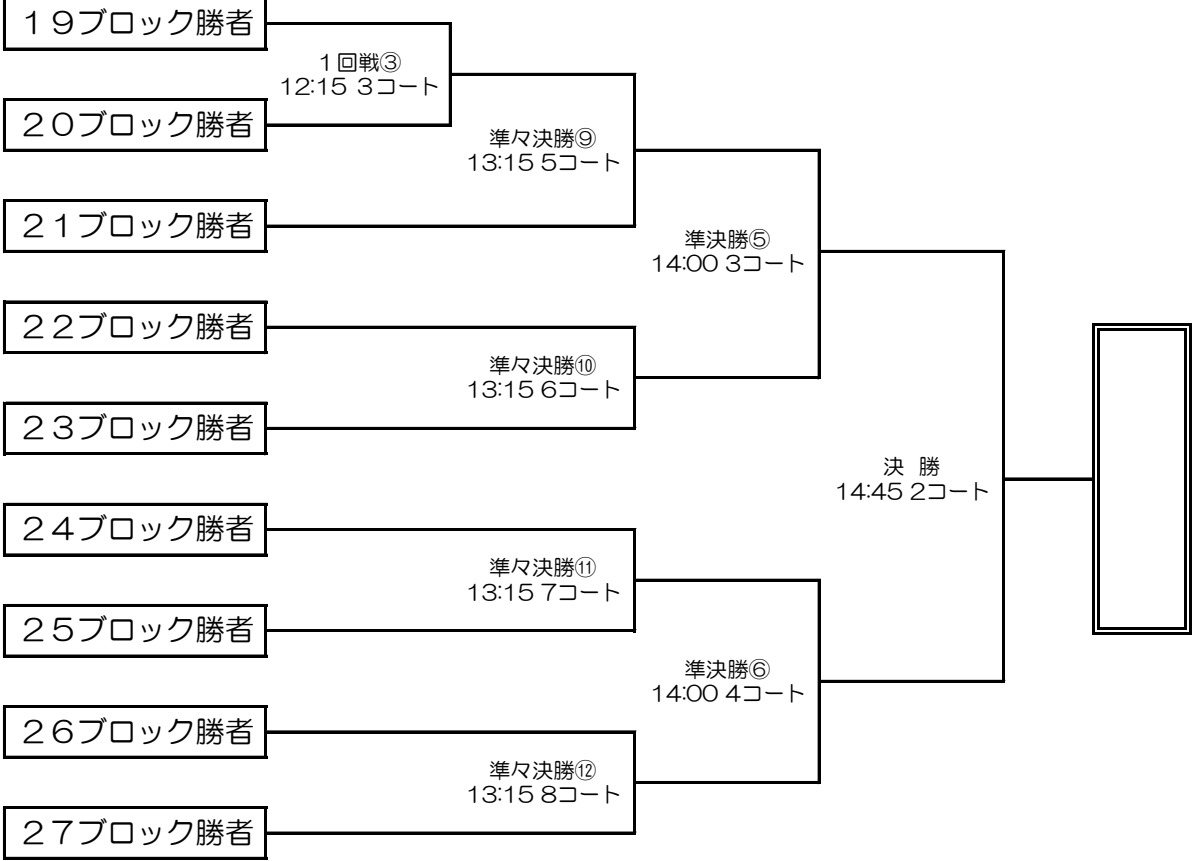 １９ブロック勝者
１回戦③
12:15 3コート
２０ブロック勝者
準々決勝⑨
13:15 5コート
２１ブロック勝者
準決勝⑤
14:00 3コート
２２ブロック勝者
準々決勝⑩
13:15 6コート
２３ブロック勝者
決 勝
14:45 2コート
２４ブロック勝者
準々決勝⑪
13:15 7コート
２５ブロック勝者
準決勝⑥
14:00 4コート
２６ブロック勝者
準々決勝⑫
13:15 8コート
２７ブロック勝者